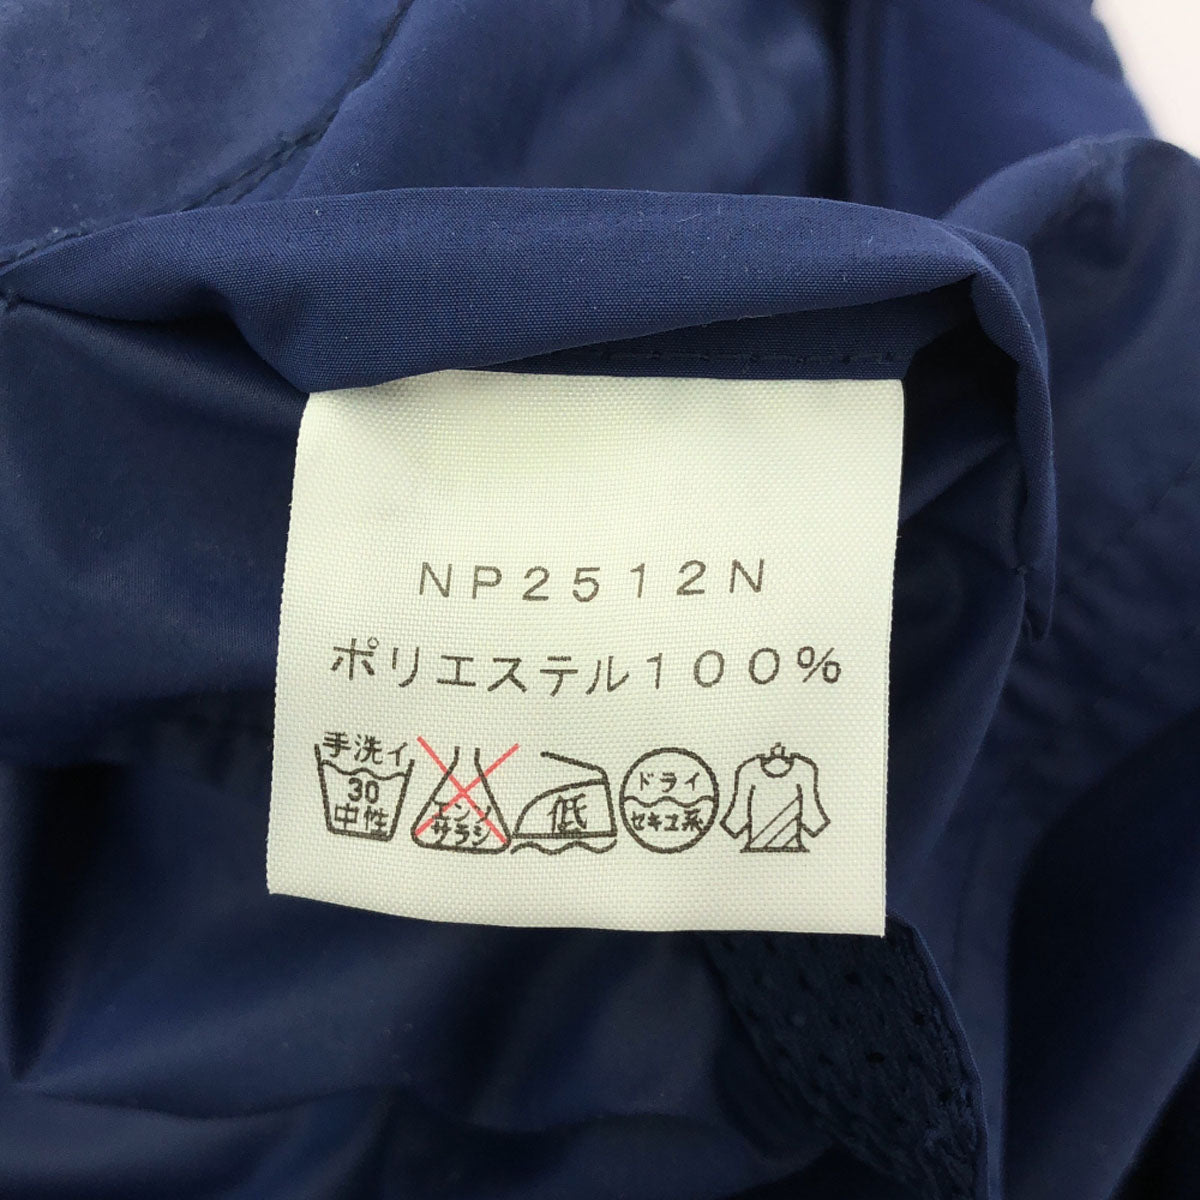 NP2512N
ポリエステル100%
手洗イ
30
中性
エンソ
サラシ
低
ドライ
セキユ系